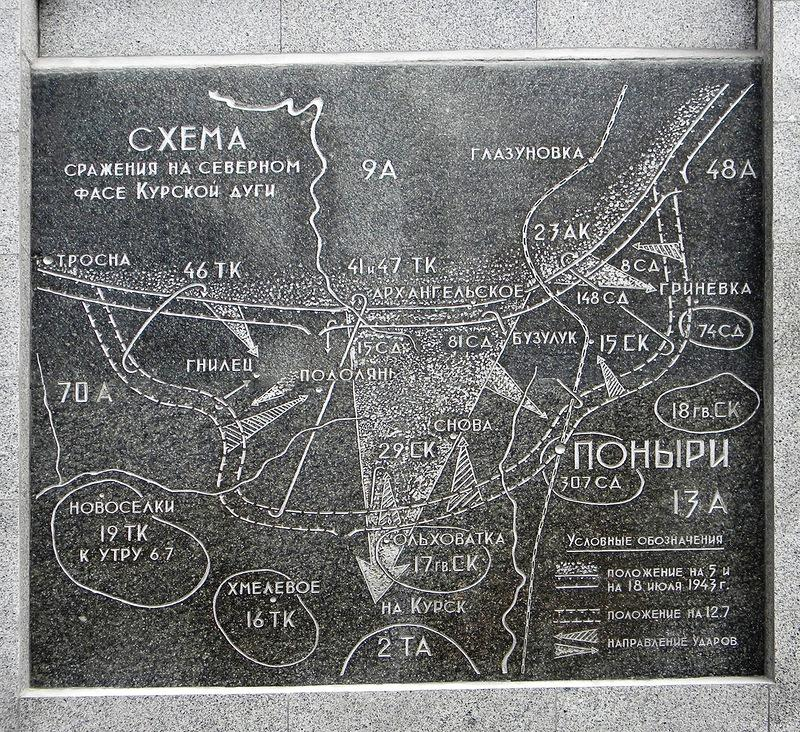 СХЕМА
СРАЖЕНИЯ НА СЕВЕРНОМ
ФАСЕ КУРСКОЙ ДУГИ
9А
ГЛАЗУНОВКА
48А
23АК
ТРОСНА
46 ТК
41 и 47 ТК
8 СД
АРХАНГЕЛЬСКОЕ
148 СД
ГРИНЕВКА
74 СД
15 СД
81 СД
БУЗУЛУК
15 СК
ГНИЛЕЦ
ПОДОЛЯНЬ
70 А
18 гв. СК
СНОВА
29 СК
ПОНЫРИ
307 СД
13 А
НОВОСЕЛКИ
19 ТК
К УТРУ 6.7
ОЛЬХОВАТКА
17 гв. СК
ХМЕЛЕВОЕ
16 ТК
НА КУРСК
2 ТА
УСЛОВНЫЕ ОБОЗНАЧЕНИЯ
ПОЛОЖЕНИЕ НА 5 И
НА 18 ИЮЛЯ 1943 г.
ПОЛОЖЕНИЕ НА 12.7
НАПРАВЛЕНИЕ УДАРОВ